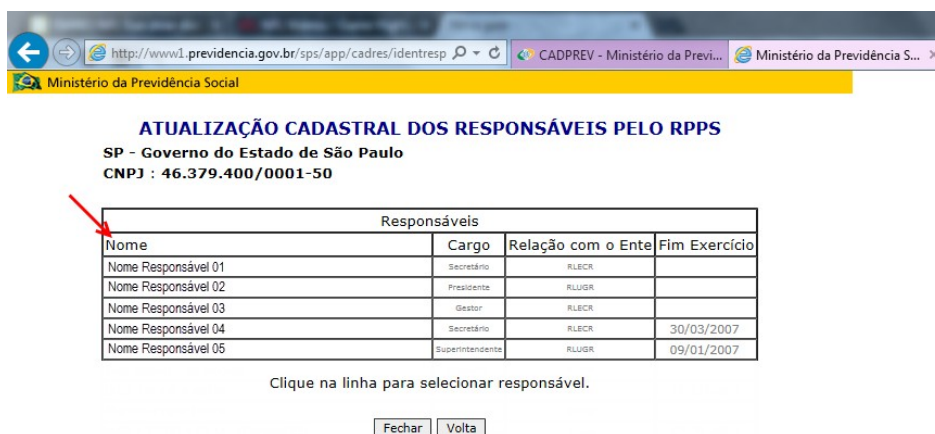 http://www1.previdencia.gov.br/sps/app/cadres/identresp
CADPREV - Ministério da Previ...
Ministério da Previdência S...
Ministério da Previdência Social
ATUALIZAÇÃO CADASTRAL DOS RESPONSÁVEIS PELO RPPS
SP - Governo do Estado de São Paulo
CNPJ : 46.379.400/0001-50
Responsáveis
Nome Cargo Relação com o Ente Fim Exercício
Nome Responsável 01 Secretário RLECR
Nome Responsável 02 Presidente RLUGR
Nome Responsável 03 Gestor RLECR
Nome Responsável 04 Secretário RLECR 30/03/2007
Nome Responsável 05 Superintendente RLUGR 09/01/2007
Clique na linha para selecionar responsável.
Fechar Volta